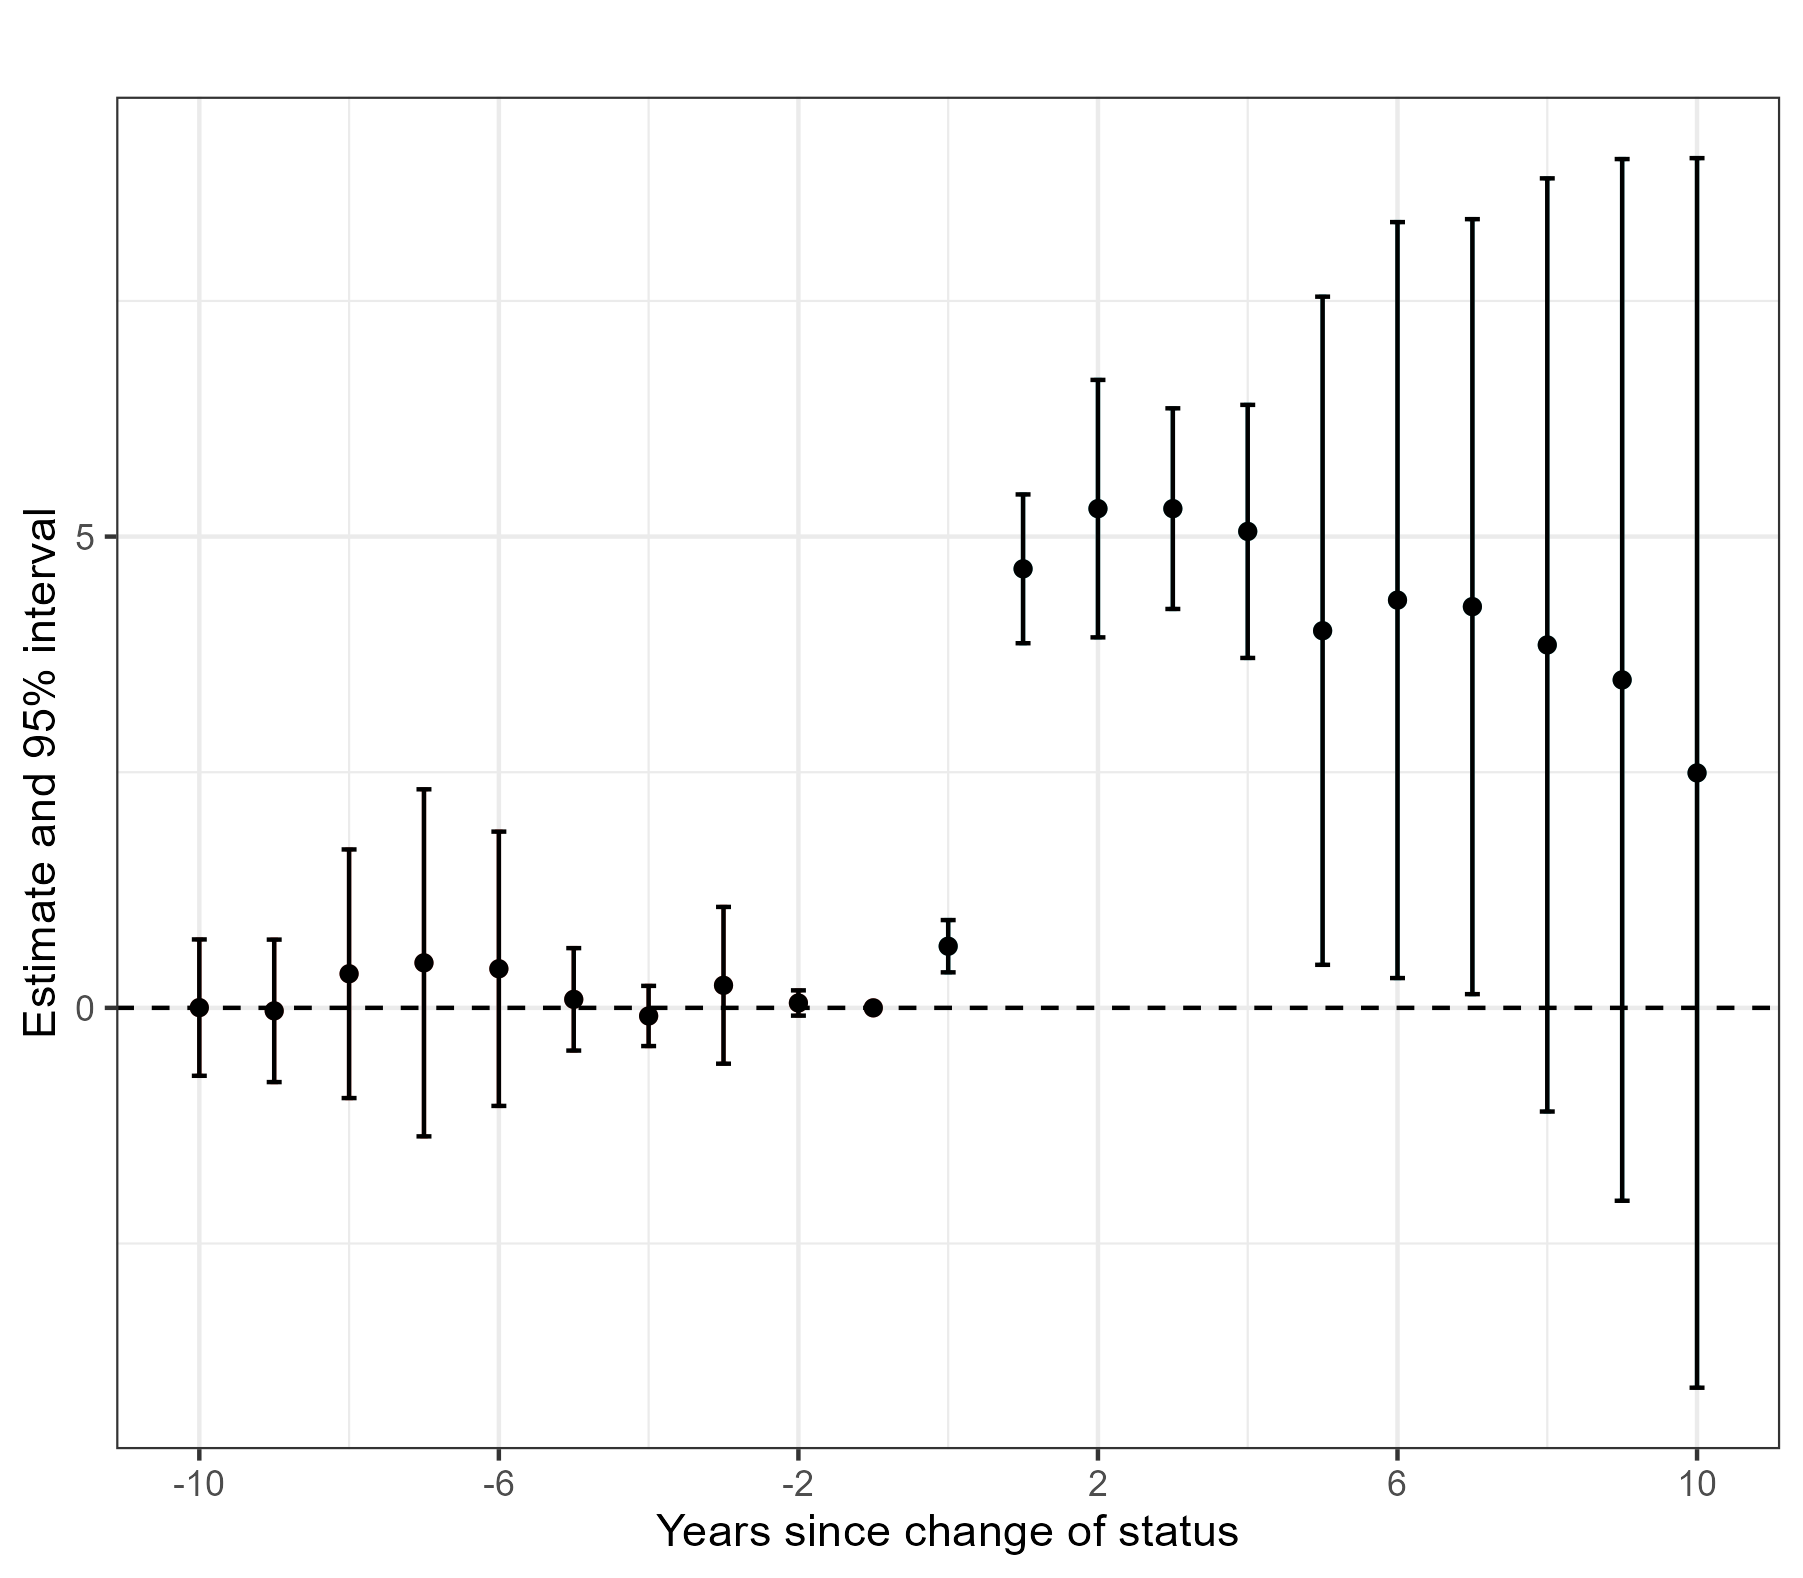 Estimate and 95% interval
5
0
-10 -6 -2 2 6 10
Years since change of status